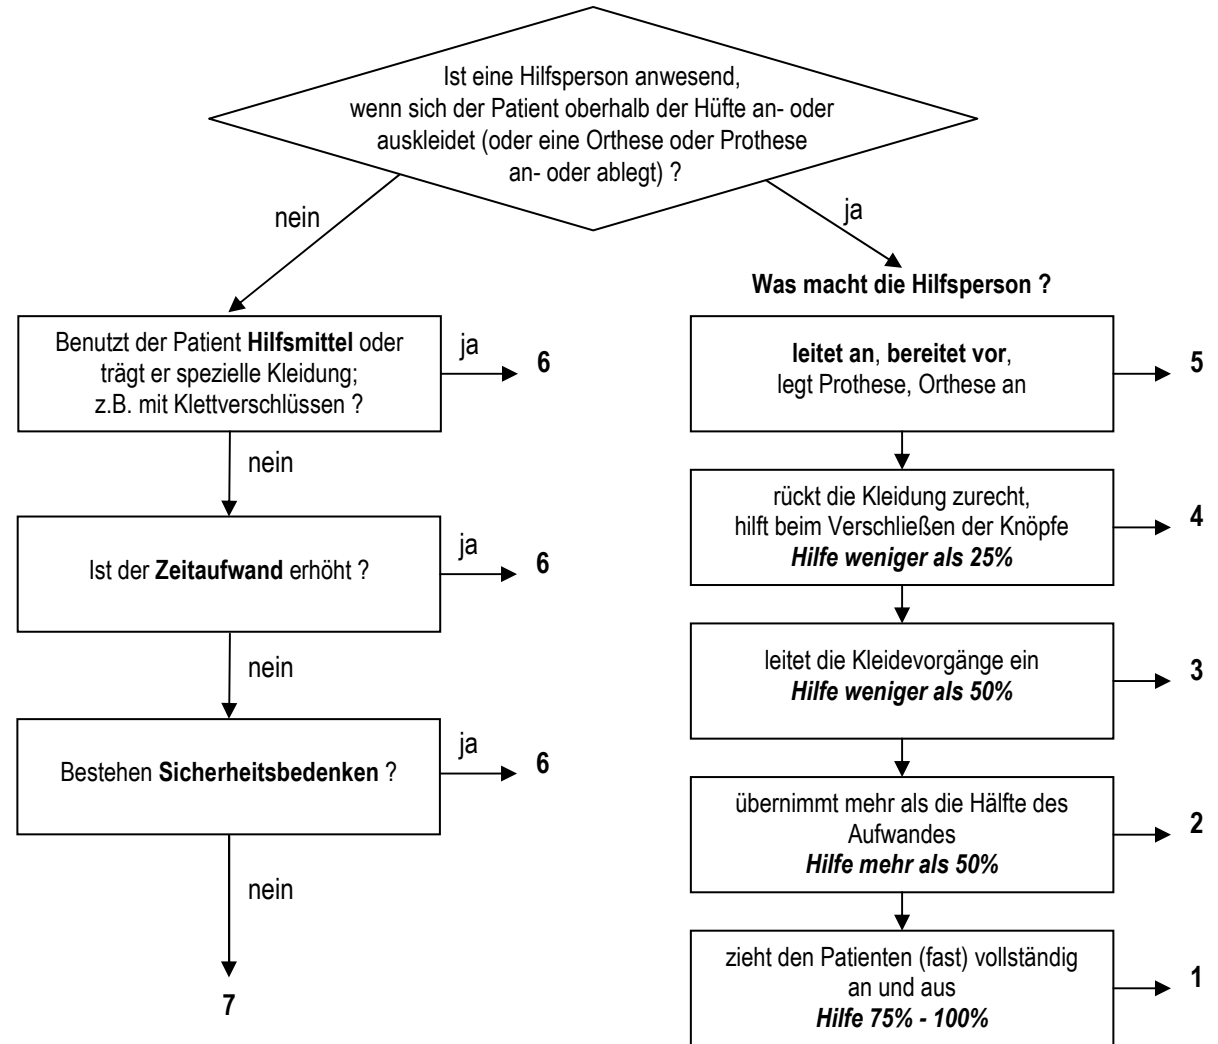 Ist eine Hilfsperson anwesend,
wenn sich der Patient oberhalb der Hüfte an- oder
auskleidet (oder eine Orthese oder Prothese
an- oder ablegt) ?
nein
ja
Was macht die Hilfsperson ?
Benutzt der Patient Hilfsmittel oder
trägt er spezielle Kleidung;
z.B. mit Klettverschlüssen ?
ja
6
nein
Ist der Zeitaufwand erhöht ?
ja
6
nein
Bestehen Sicherheitsbedenken ?
ja
6
nein
7
leitet an, bereitet vor,
legt Prothese, Orthese an
5
rückt die Kleidung zurecht,
hilft beim Verschließen der Knöpfe
Hilfe weniger als 25%
4
leitet die Kleidevorgänge ein
Hilfe weniger als 50%
3
übernimmt mehr als die Hälfte des
Aufwandes
Hilfe mehr als 50%
2
zieht den Patienten (fast) vollständig
an und aus
Hilfe 75% - 100%
1